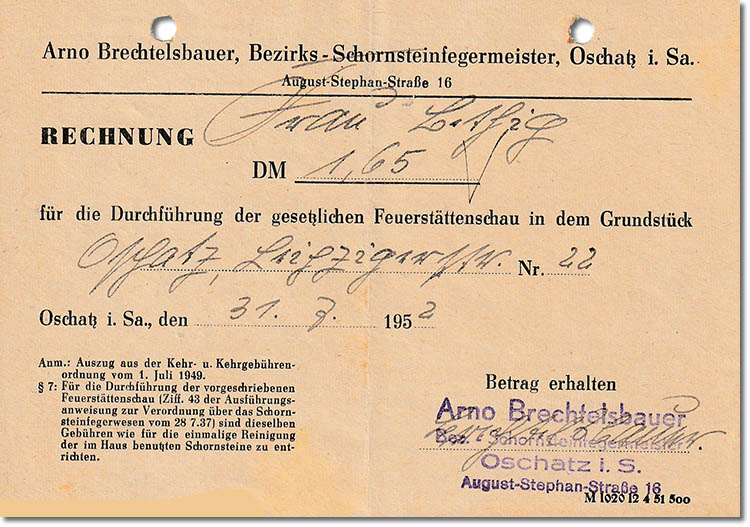 Arno Brechtelsbauer, Bezirks-Schornsteinfegermeister, Oschatz i. Sa.
August-Stephan-Straße 16
RECHNUNG Frau
DM 1,65
für die Durchführung der gesetzlichen Feuerstättenschau in dem Grundstück
Oschatz, Leipzigerstr. Nr. 22
Oschatz i. Sa., den 31. 7. 1952
Anm.: Auszug aus der Kehr- u. Kehrgebühren-
ordnung vom 1. Juli 1949.
§ 7: Für die Durchführung der vorgeschriebenen
Feuerstättenschau (Ziff. 43 der Ausführungs-
anweisung zur Verordnung über das Schorn-
steinfegerwesen vom 28 7.37) sind dieselben
Gebühren wie für die einmalige Reinigung
der im Haus benutzten Schornsteine zu ent-
richten.
Betrag erhalten
Arno Brechtelsbauer
Bez. Schornsteinfegermeister
Oschatz i. S.
August-Stephan-Straße 16
M 1020 12 4 51 500